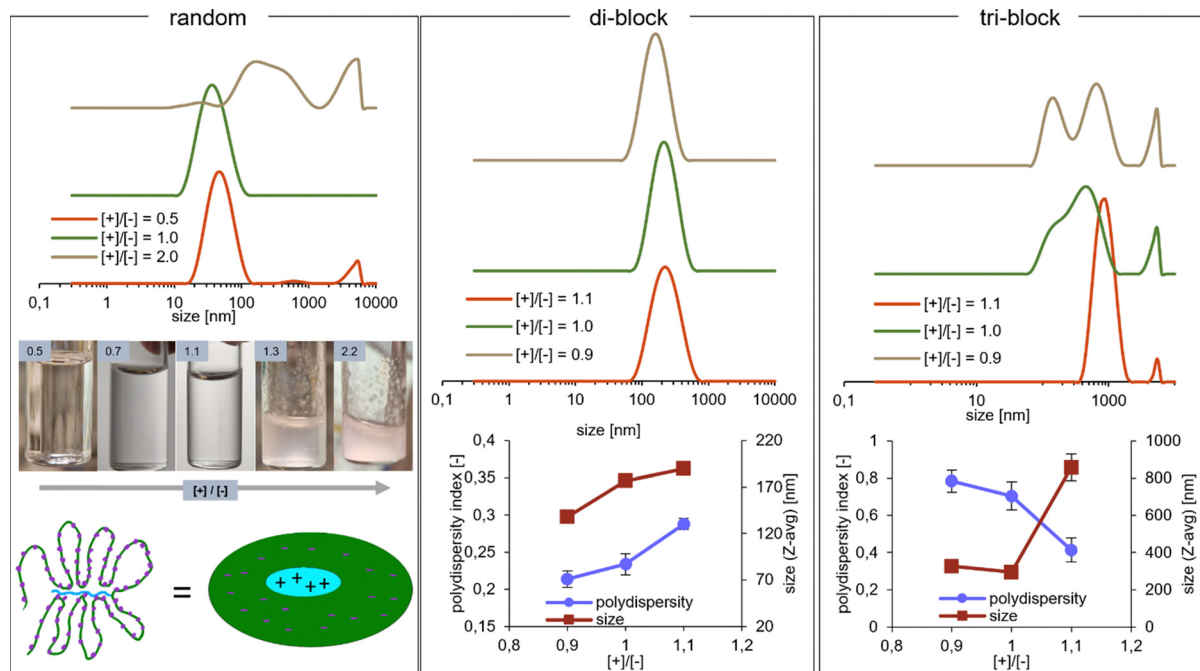 random
[+]/[-] = 0.5
[+]/[-] = 1.0
[+]/[-] = 2.0
0,1 1 10 100 1000 10000
size [nm]
0.5 0.7 1.1 1.3 2.2
[+] / [-]
- - - - - - - - - - - - - - - -
+ + + + +
=
di-block
[+]/[-] = 1.1
[+]/[-] = 1.0
[+]/[-] = 0.9
0,1 1 10 100 1000 10000
size [nm]
polydispersity index [-]
0,4
0,35
0,3
0,25
0,2
0,15
220
170
120
70
20
size (Z-avg) [nm]
polydispersity
size
0,8 0,9 1 1,1 1,2
[+]/[-]
tri-block
[+]/[-] = 1.1
[+]/[-] = 1.0
[+]/[-] = 0.9
0,1 10 1000
size [nm]
polydispersity index [-]
1
0,8
0,6
0,4
0,2
0
1000
800
600
400
200
0
size (Z-avg) [nm]
polydispersity
size
0,8 0,9 1 1,1 1,2
[+]/[-]